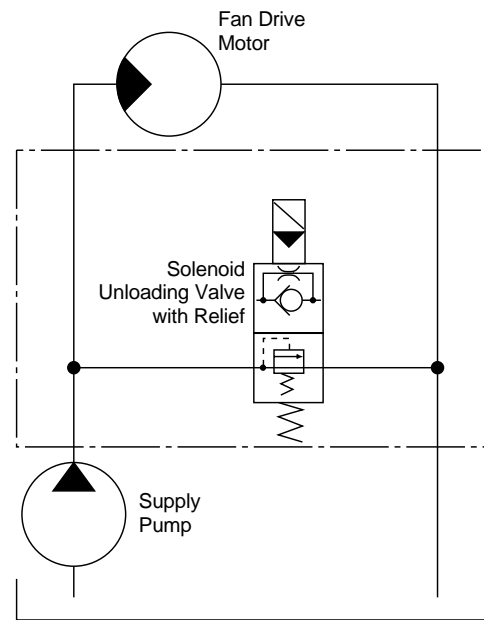 Fan Drive
Motor
Solenoid
Unloading Valve
with Relief
Supply
Pump